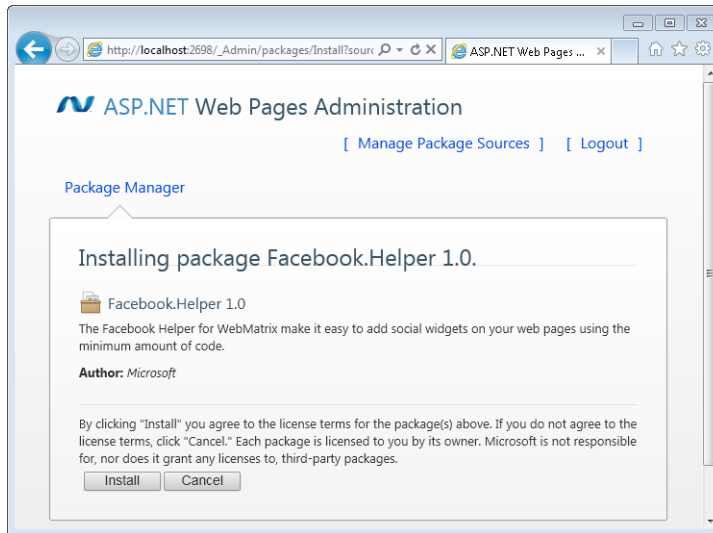 http://localhost:2698/_Admin/packages/Install?sourc
ASP.NET Web Pages ...
ASP.NET Web Pages Administration
[ Manage Package Sources ] [ Logout ]
Package Manager
Installing package Facebook.Helper 1.0.
Facebook.Helper 1.0
The Facebook Helper for WebMatrix make it easy to add social widgets on your web pages using the
minimum amount of code.
Author: Microsoft
By clicking "Install" you agree to the license terms for the package(s) above. If you do not agree to the
license terms, click "Cancel." Each package is licensed to you by its owner. Microsoft is not responsible
for, nor does it grant any licenses to, third-party packages.
Install Cancel